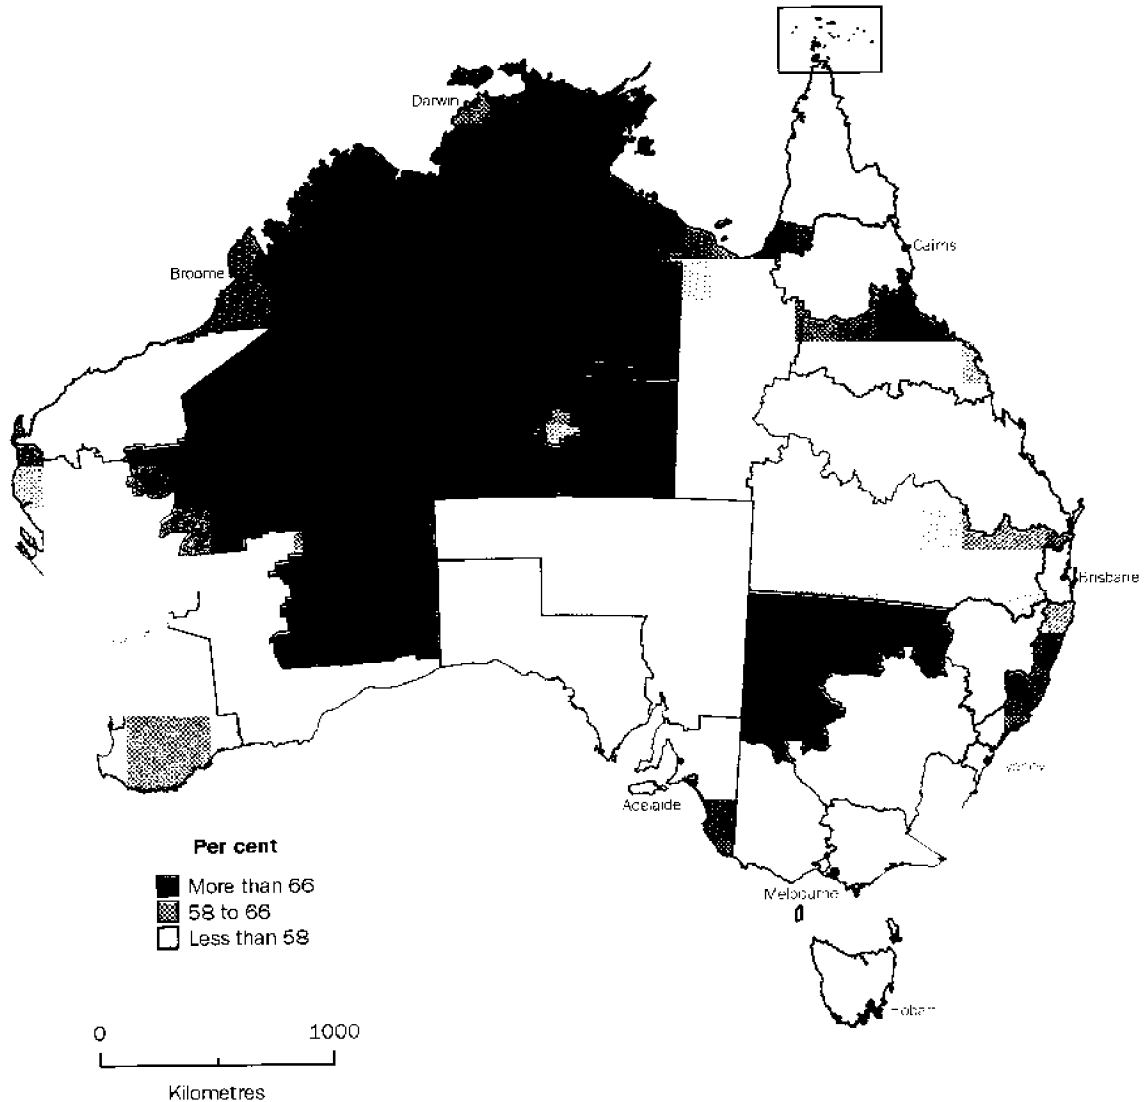 Darwin
Cairns
Broome
Brisbane
Adelaide
Per cent
More than 66
58 to 66
Less than 58
Melbourne
0 1000
Kilometres